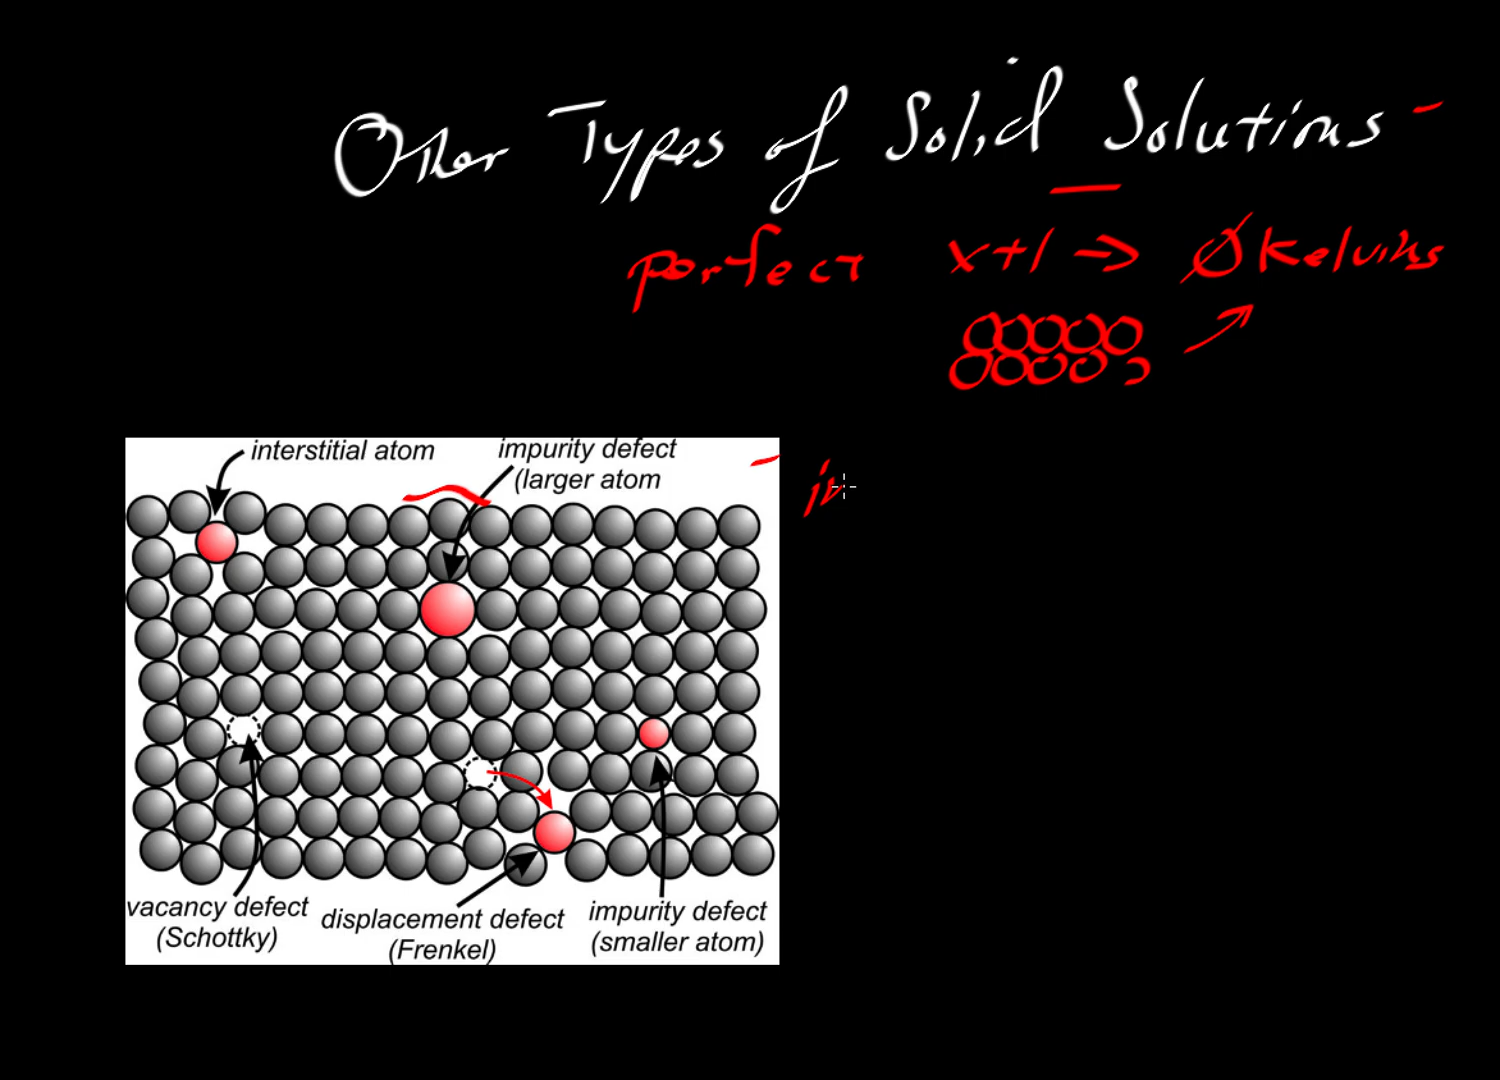 Other Types of Solid Solutions -
perfect xtl → Ø Kelvins
interstitial atom
impurity defect
(larger atom
vacancy defect
(Schottky)
displacement defect
(Frenkel)
impurity defect
(smaller atom)